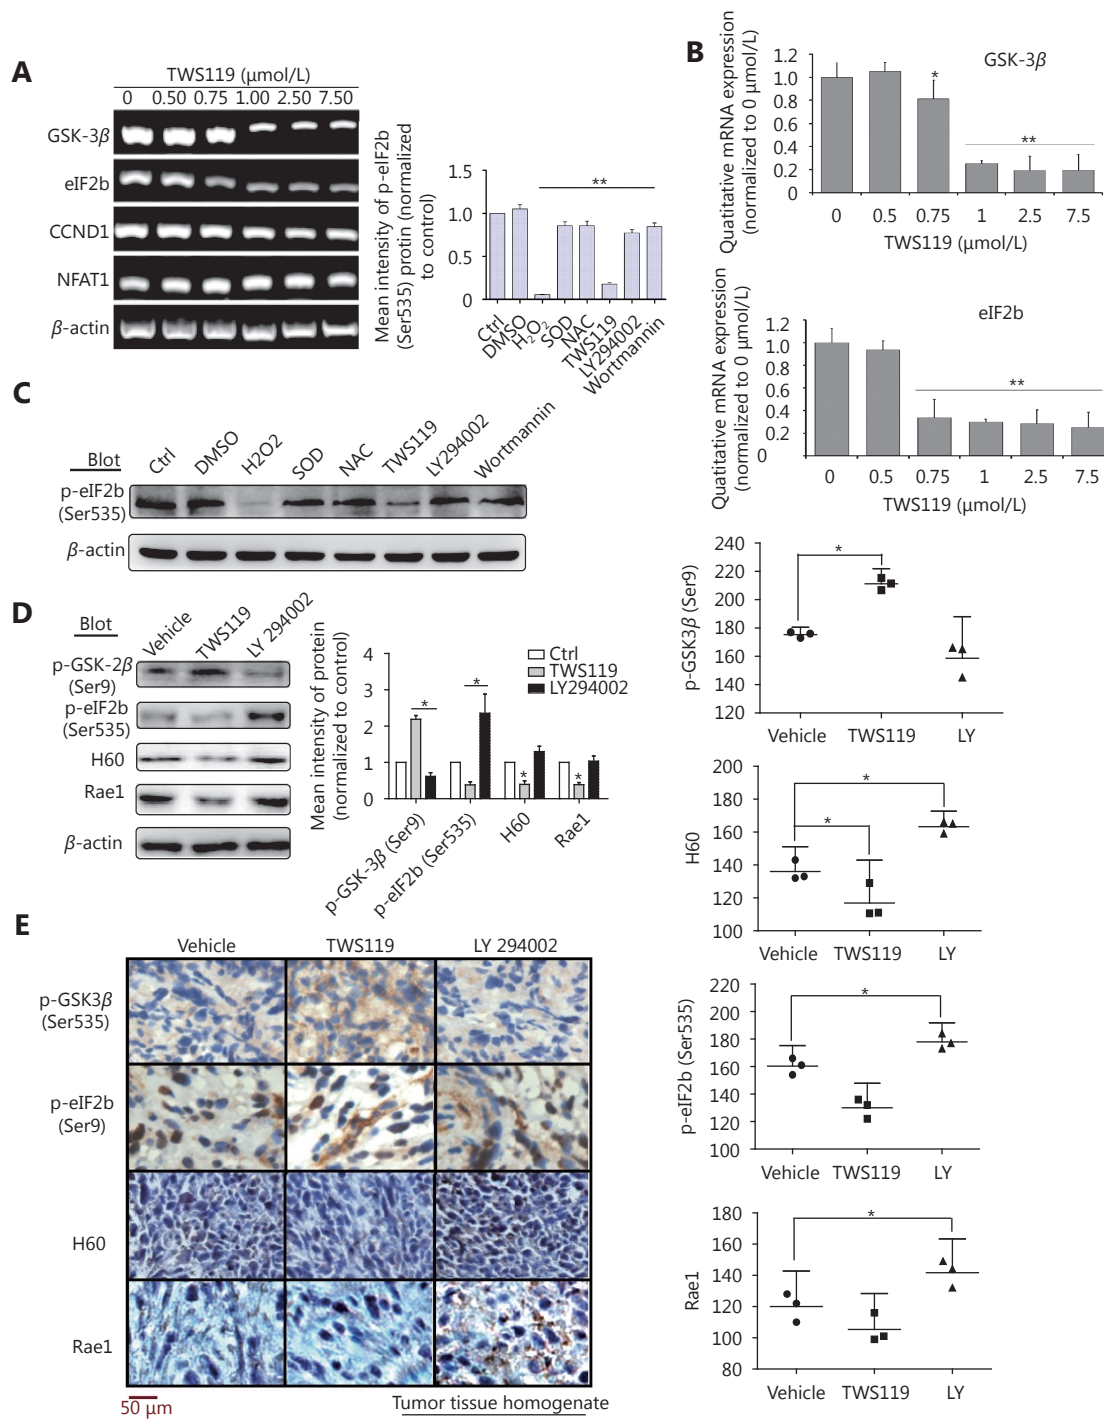 A
TWS119 (μmol/L)
0 0.50 0.75 1.00 2.50 7.50
GSK-3β
eIF2b
CCND1
NFAT1
β-actin
Mean intensity of p-eIF2b
(Ser535) protin (normalized
to control)
1.5
1.0
0.5
0
**
Ctrl
DMSO
H2O2
SOD
NAC
TWS119
LY294002
Wortmannin
B
Quatitative mRNA expression
(normalized to 0 μmol/L)
GSK-3β
1.2
1.0
0.8
0.6
0.4
0.2
0
*
**
0 0.5 0.75 1 2.5 7.5
TWS119 (μmol/L)
Quatitative mRNA expression
(normalized to 0 μmol/L)
eIF2b
1.2
1.0
0.8
0.6
0.4
0.2
0
**
0 0.5 0.75 1 2.5 7.5
TWS119 (μmol/L)
C
Blot
Ctrl
DMSO
H2O2
SOD
NAC
TWS119
LY294002
Wortmannin
p-eIF2b
(Ser535)
β-actin
D
Blot
Vehicle
TWS119
LY 294002
p-GSK-2β
(Ser9)
p-eIF2b
(Ser535)
H60
Rae1
β-actin
Mean intensity of protein
(normalized to control)
4
3
2
1
0
Ctrl
TWS119
LY294002
*
*
*
*
p-GSK-3β (Ser9)
p-eIF2b (Ser535)
H60
Rae1
E
Vehicle TWS119 LY 294002
p-GSK3β
(Ser535)
p-eIF2b
(Ser9)
H60
Rae1
50 μm
Tumor tissue homogenate
p-GSK3β (Ser9)
240
220
200
180
160
140
120
*
Vehicle TWS119 LY
H60
200
180
160
140
120
100
*
*
Vehicle TWS119 LY
p-eIF2b (Ser535)
220
200
180
160
140
120
100
*
Vehicle TWS119 LY
Rae1
180
160
140
120
100
80
*
Vehicle TWS119 LY